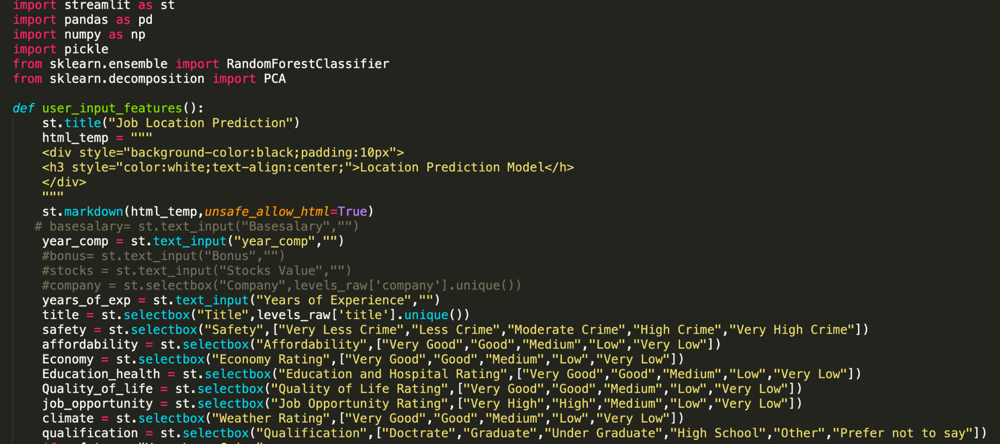 import streamlit as st
import pandas as pd
import numpy as np
import pickle
from sklearn.ensemble import RandomForestClassifier
from sklearn.decomposition import PCA
def user_input_features():
st.title("Job Location Prediction")
html_temp = """
<div style="background-color:black;padding:10px">
<h3 style="color:white;text-align:center;">Location Prediction Model</h>
</div>
"""
st.markdown(html_temp,unsafe_allow_html=True)
# basesalary= st.text_input("Basesalary","")
year_comp = st.text_input("year_comp","")
#bonus= st.text_input("Bonus","")
#stocks = st.text_input("Stocks Value","")
#company = st.selectbox("Company",levels_raw['company'].unique())
years_of_exp = st.text_input("Years of Experience","")
title = st.selectbox("Title",levels_raw['title'].unique())
safety = st.selectbox("Safety",["Very Less Crime","Less Crime","Moderate Crime","High Crime","Very High Crime"])
affordability = st.selectbox("Affordability",["Very Good","Good","Medium","Low","Very Low"])
Economy = st.selectbox("Economy Rating",["Very Good","Good","Medium","Low","Very Low"])
Education_health = st.selectbox("Education and Hospital Rating",["Very Good","Good","Medium","Low","Very Low"])
Quality_of_life = st.selectbox("Quality of Life Rating",["Very Good","Good","Medium","Low","Very Low"])
job_opportunity = st.selectbox("Job Opportunity Rating",["Very High","High","Medium","Low","Very Low"])
climate = st.selectbox("Weather Rating",["Very Good","Good","Medium","Low","Very Low"])
qualification = st.selectbox("Qualification",["Doctrate","Graduate","Under Graduate","High School","Other","Prefer not to say"])